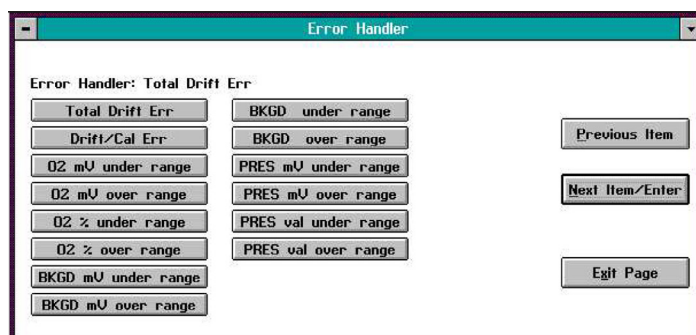 Error Handler
Error Handler: Total Drift Err
Total Drift Err
Drift/Cal Err
O2 mV under range
O2 mV over range
O2 % under range
O2 % over range
BKGD mV under range
BKGD mV over range
BKGD under range
BKGD over range
PRES mV under range
PRES mV over range
PRES val under range
PRES val over range
Previous Item
Next Item/Enter
Exit Page